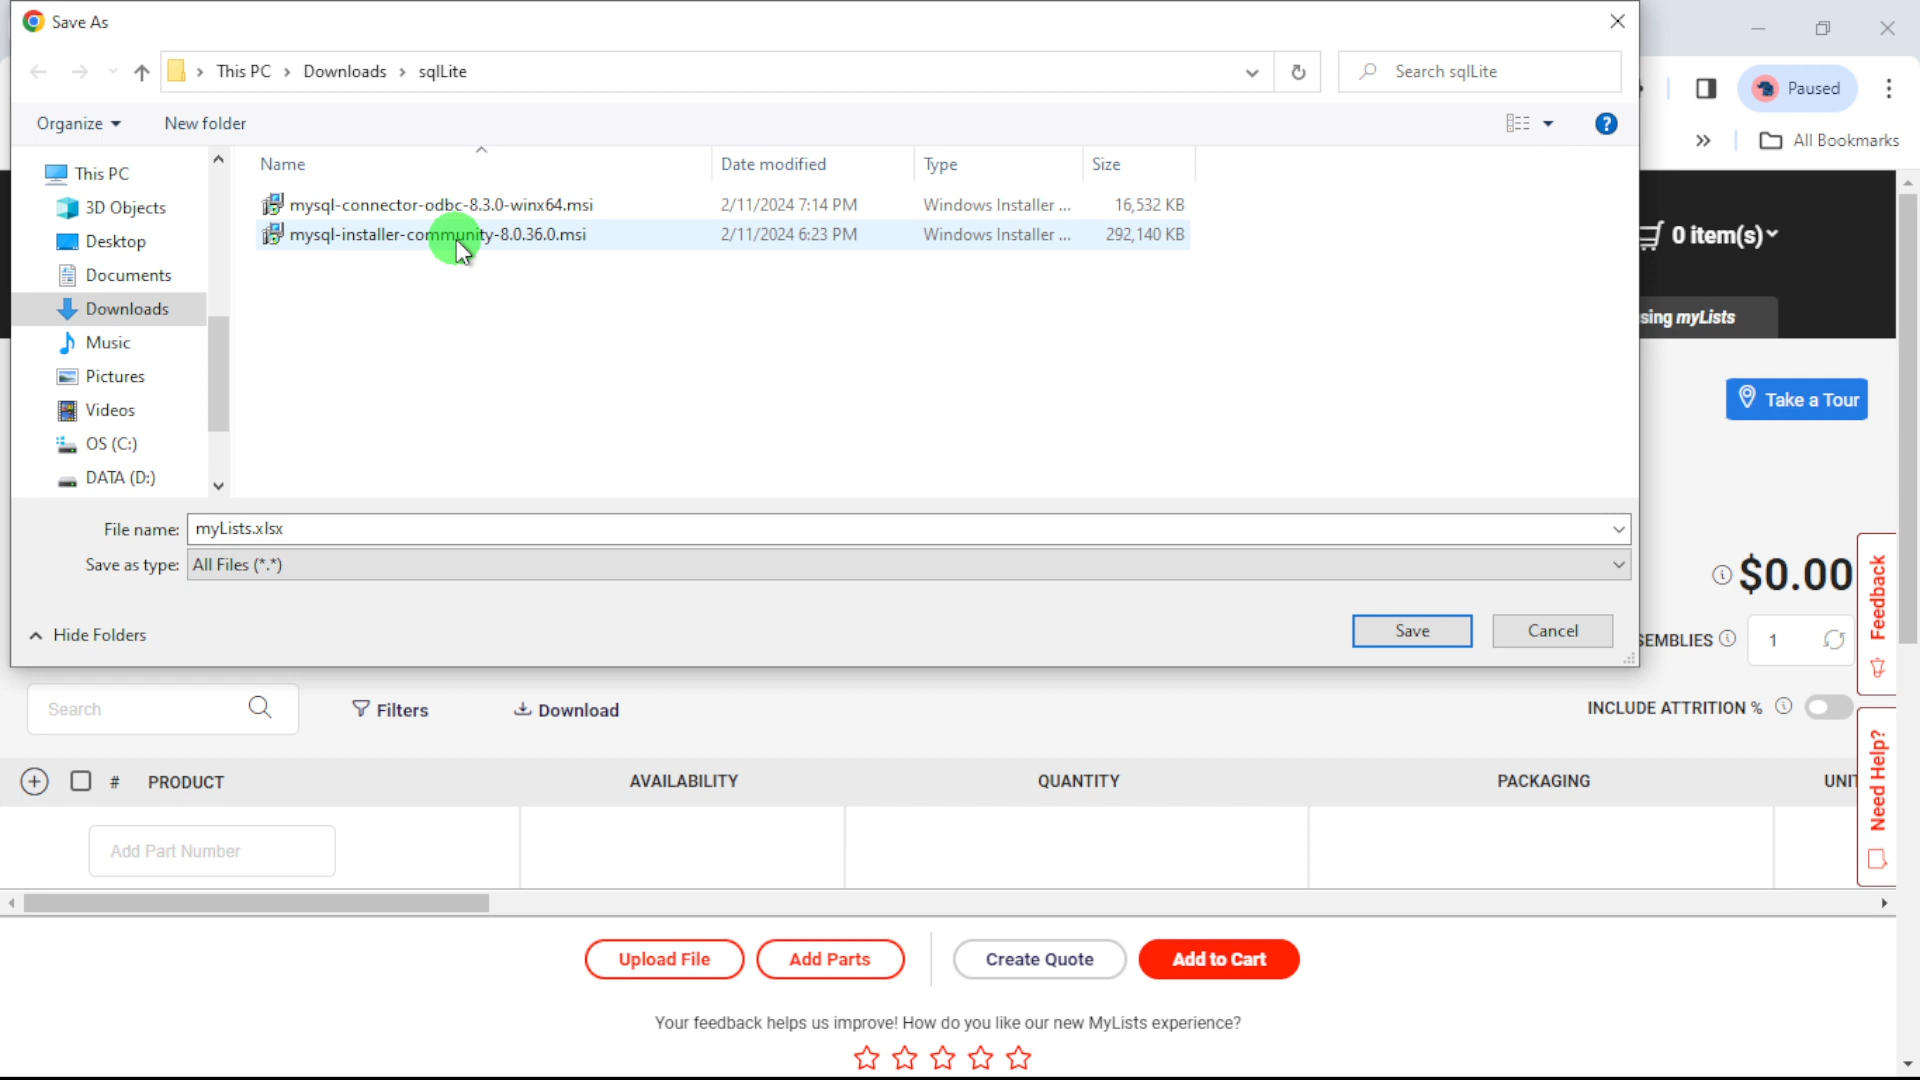 Save As
This PC > Downloads > sqlLite
Search sqlLite
Paused
Organize
New folder
All Bookmarks
This PC
3D Objects
Desktop
Documents
Downloads
Music
Pictures
Videos
OS (C:)
DATA (D:)
Name Date modified Type Size
mysql-connector-odbc-8.3.0-winx64.msi 2/11/2024 7:14 PM Windows Installer ... 16,532 KB
mysql-installer-community-8.0.36.0.msi 2/11/2024 6:23 PM Windows Installer ... 292,140 KB
0 item(s)
sing myLists
Take a Tour
File name: myLists.xlsx
Save as type: All Files (*.*)
$0.00
Hide Folders
Save
Cancel
SEMBLIES 1
Feedback
Search
Filters
Download
INCLUDE ATTRITION %
Need Help?
# PRODUCT AVAILABILITY QUANTITY PACKAGING UNIT
Add Part Number
Upload File
Add Parts
Create Quote
Add to Cart
Your feedback helps us improve! How do you like our new MyLists experience?